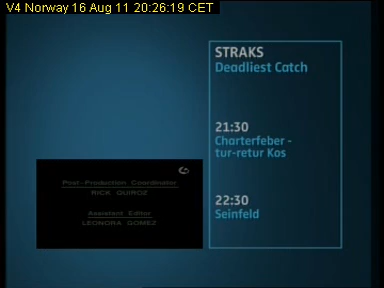 V4 Norway 16 Aug 11 20:26:19 CET
STRAKS
Deadliest Catch
21:30
Charterfeber -
tur-retur Kos
22:30
Seinfeld
Post-Production Coordinator
RICK QUIROZ
Assistant Editor
LEONORA GOMEZ